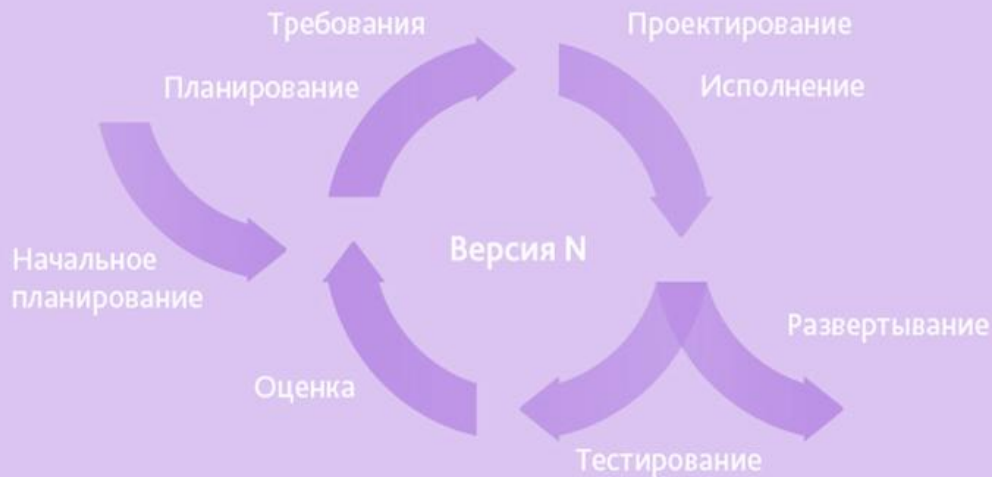 Требования
Проектирование
Планирование
Исполнение
Версия N
Начальное
планирование
Развертывание
Оценка
Тестирование